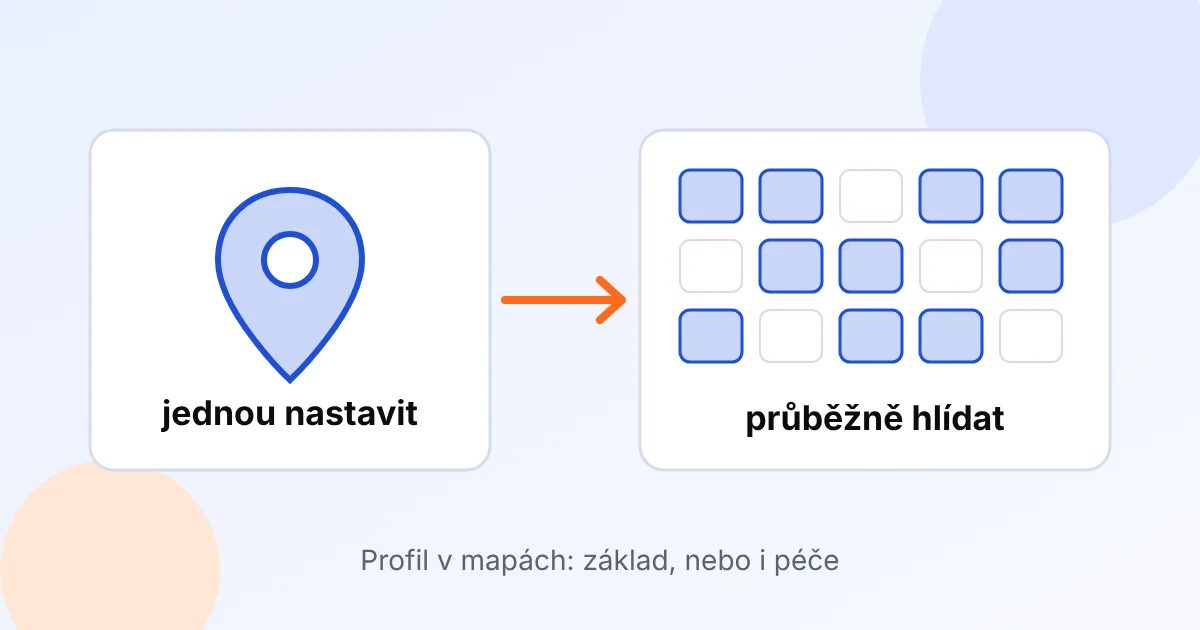 jednou nastavit
průběžně hlídat
Profil v mapách: základ, nebo i péče